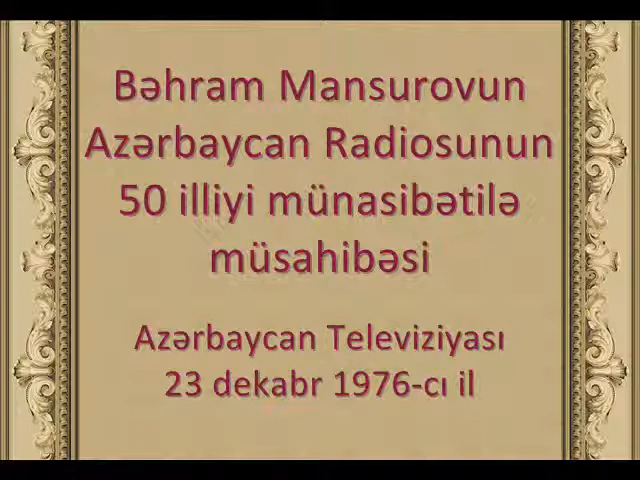 Bəhram Mansurovun
Azərbaycan Radiosunun
50 illiyi münasibətilə
müsahibəsi
Azərbaycan Televiziyası
23 dekabr 1976-cı il